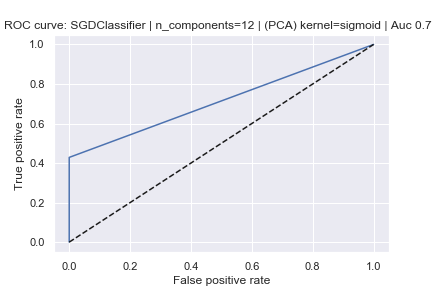 ROC curve: SGDClassifier | n_components=12 | (PCA) kernel=sigmoid | Auc 0.7
1.0
0.8
0.6
0.4
0.2
0.0
True positive rate
0.0 0.2 0.4 0.6 0.8 1.0
False positive rate